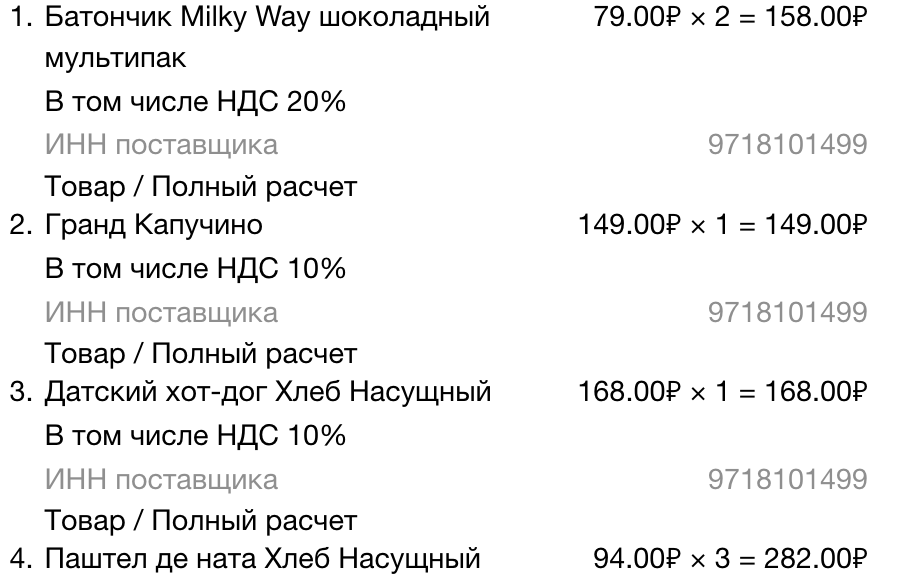 1. Батончик Milky Way шоколадный 79.00₽ × 2 = 158.00₽
мультипак
В том числе НДС 20%
ИНН поставщика 9718101499
Товар / Полный расчет
2. Гранд Капучино 149.00₽ × 1 = 149.00₽
В том числе НДС 10%
ИНН поставщика 9718101499
Товар / Полный расчет
3. Датский хот-дог Хлеб Насущный 168.00₽ × 1 = 168.00₽
В том числе НДС 10%
ИНН поставщика 9718101499
Товар / Полный расчет
4. Паштел де ната Хлеб Насущный 94.00₽ × 3 = 282.00₽